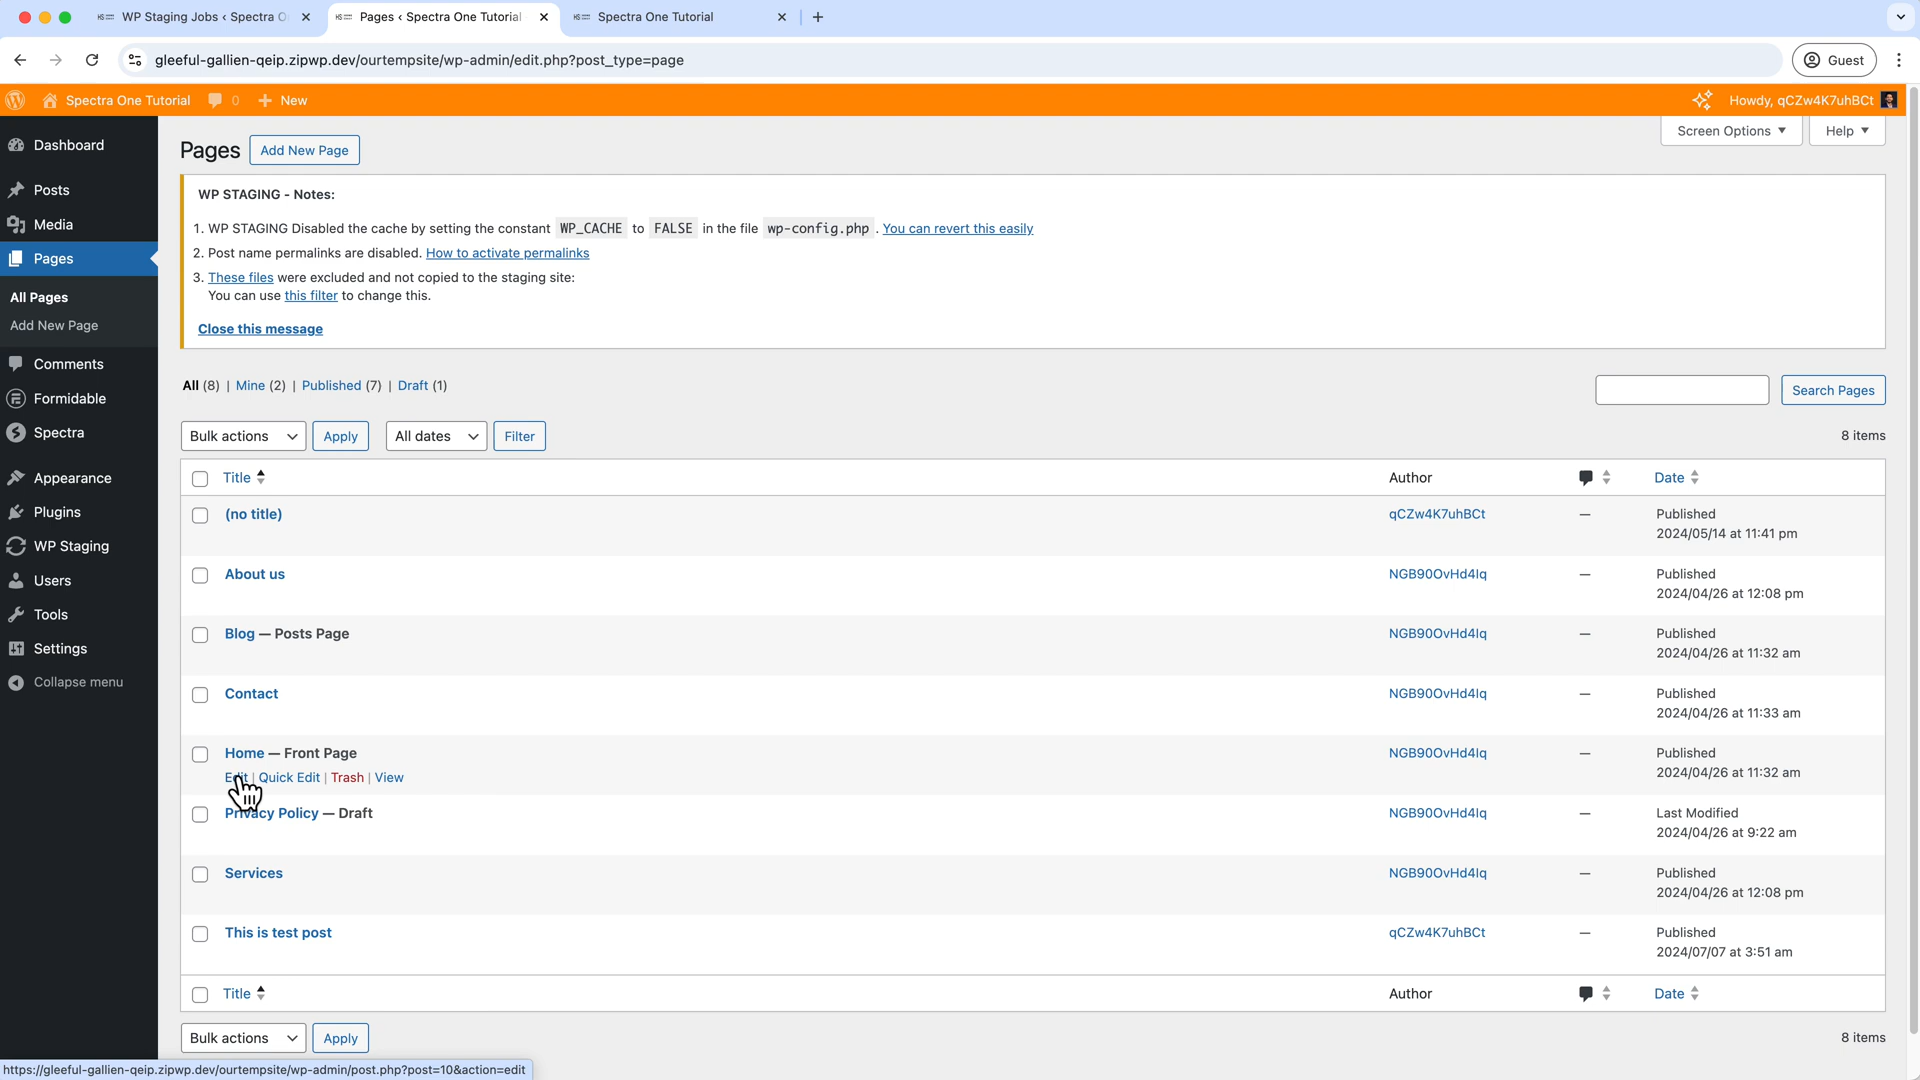 WP Staging Jobs ‹ Spectra O
Pages ‹ Spectra One Tutorial
Spectra One Tutorial
gleeful-gallien-qeip.zipwp.dev/ourtempsite/wp-admin/edit.php?post_type=page
Guest
Spectra One Tutorial
0
New
Howdy, qCZw4K7uhBCt
Dashboard
Posts
Media
Pages
All Pages
Add New Page
Comments
Formidable
Spectra
Appearance
Plugins
WP Staging
Users
Tools
Settings
Collapse menu
Pages
Add New Page
Screen Options
Help
WP STAGING - Notes:
1. WP STAGING Disabled the cache by setting the constant WP_CACHE to FALSE in the file wp-config.php . You can revert this easily
2. Post name permalinks are disabled. How to activate permalinks
3. These files were excluded and not copied to the staging site:
You can use this filter to change this.
Close this message
All (8) | Mine (2) | Published (7) | Draft (1)
Search Pages
Bulk actions
Apply
All dates
Filter
8 items
Title
Author
Date
(no title)
qCZw4K7uhBCt
—
Published
2024/05/14 at 11:41 pm
About us
NGB90OvHd4lq
—
Published
2024/04/26 at 12:08 pm
Blog — Posts Page
NGB90OvHd4lq
—
Published
2024/04/26 at 11:32 am
Contact
NGB90OvHd4lq
—
Published
2024/04/26 at 11:33 am
Home — Front Page
Edit | Quick Edit | Trash | View
NGB90OvHd4lq
—
Published
2024/04/26 at 11:32 am
Privacy Policy — Draft
NGB90OvHd4lq
—
Last Modified
2024/04/26 at 9:22 am
Services
NGB90OvHd4lq
—
Published
2024/04/26 at 12:08 pm
This is test post
qCZw4K7uhBCt
—
Published
2024/07/07 at 3:51 am
Title
Author
Date
Bulk actions
Apply
8 items
https://gleeful-gallien-qeip.zipwp.dev/ourtempsite/wp-admin/post.php?post=10&action=edit